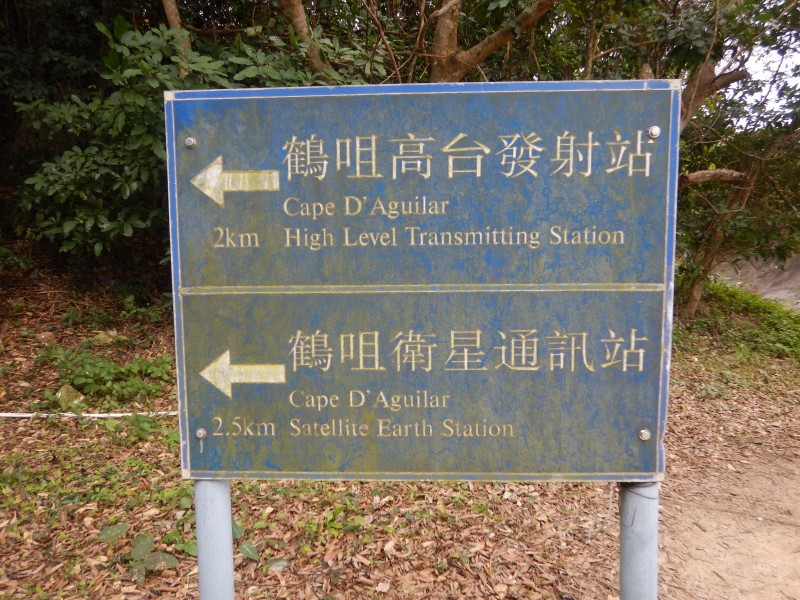 鶴咀高台發射站
Cape D'Aguilar
2km High Level Transmitting Station
鶴咀衛星通訊站
Cape D'Aguilar
2.5km Satellite Earth Station